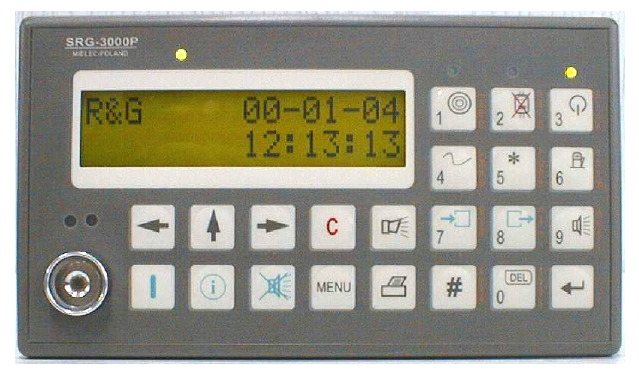 SRG-3000P
MIELEC-POLAND
R&G 00-01-04
12:13:13
1
2
3
4
5
*
6
C
7
8
9
i
MENU
#
DEL
0